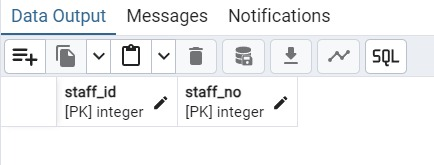 Data Output Messages Notifications
SQL
staff_id staff_no
[PK] integer [PK] integer